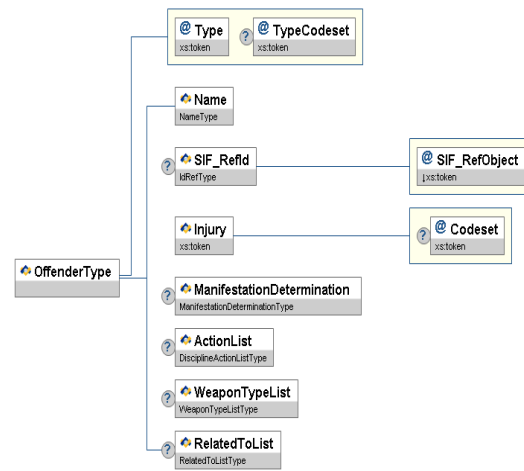 @ Type
xs:token
? @ TypeCodeset
xs:token
Name
NameType
? SIF_RefId
IdRefType
@ SIF_RefObject
↓xs:token
Injury
xs:token
? @ Codeset
xs:token
OffenderType
? ManifestationDetermination
ManifestationDeterminationType
? ActionList
DisciplineActionListType
? WeaponTypeList
WeaponTypeListType
? RelatedToList
RelatedToListType